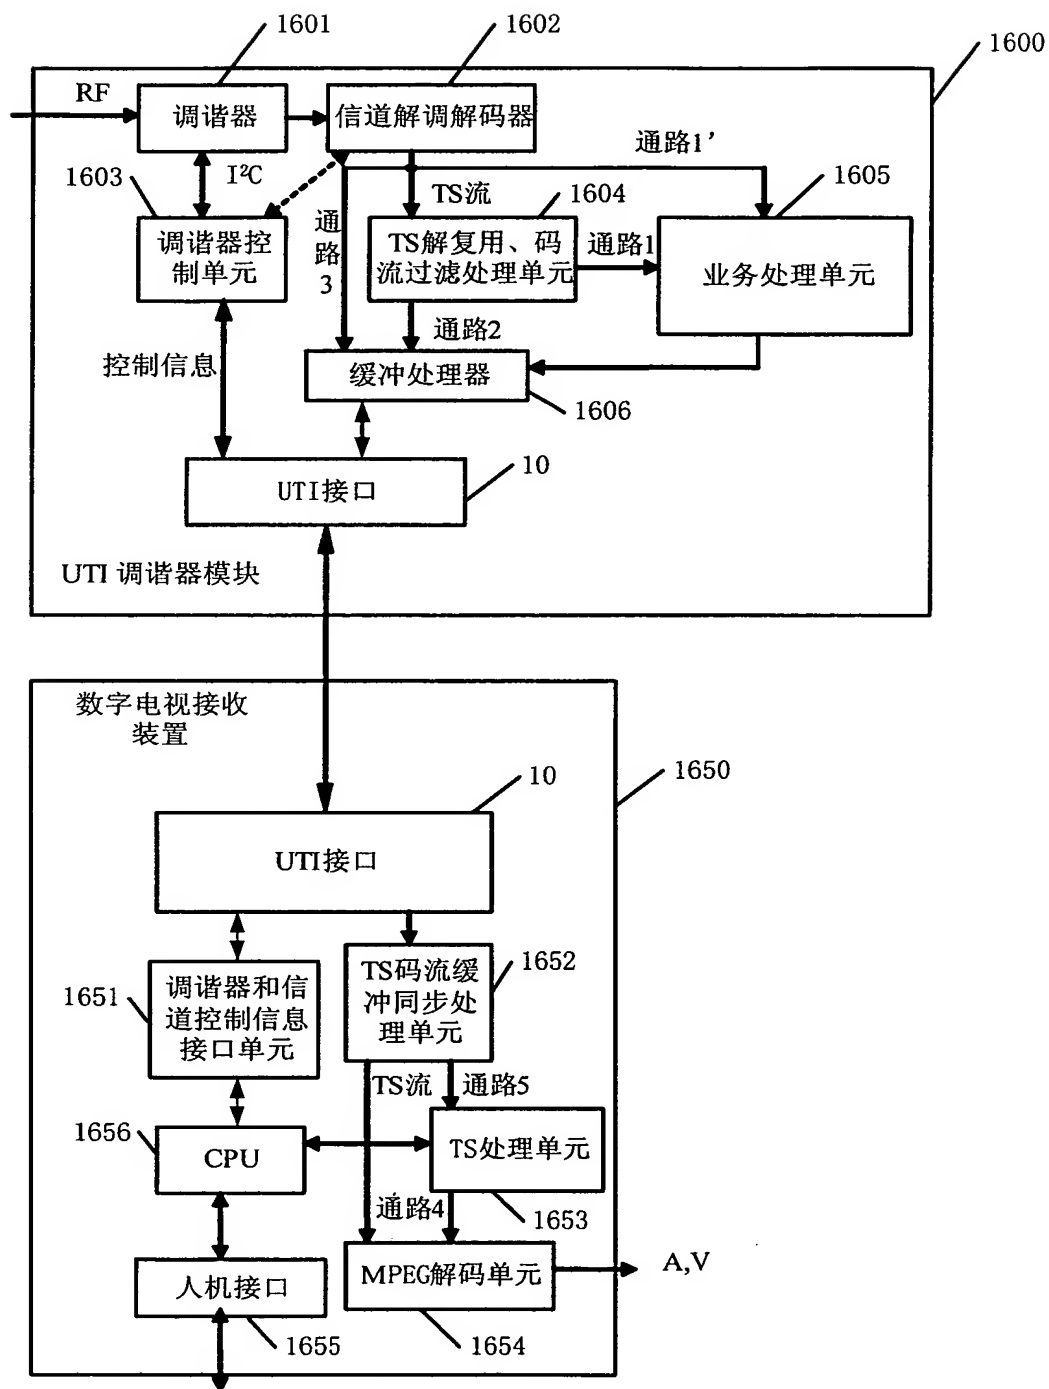 1601
1602
1600
RF
调谐器
信道解调解码器
通路1’
1603
I²C
TS流
1604
1605
通
路
3
调谐器控
制单元
TS解复用、码
流过滤处理单元
通路1
业务处理单元
通路2
控制信息
缓冲处理器
1606
10
UTI接口
UTI 调谐器模块
数字电视接收
装置
10
1650
UTI接口
1652
TS码流缓
冲同步处
理单元
1651
调谐器和信
道控制信息
接口单元
TS流
通路5
1656
CPU
TS处理单元
通路4
1653
人机接口
MPEG解码单元
A,V
1655
1654